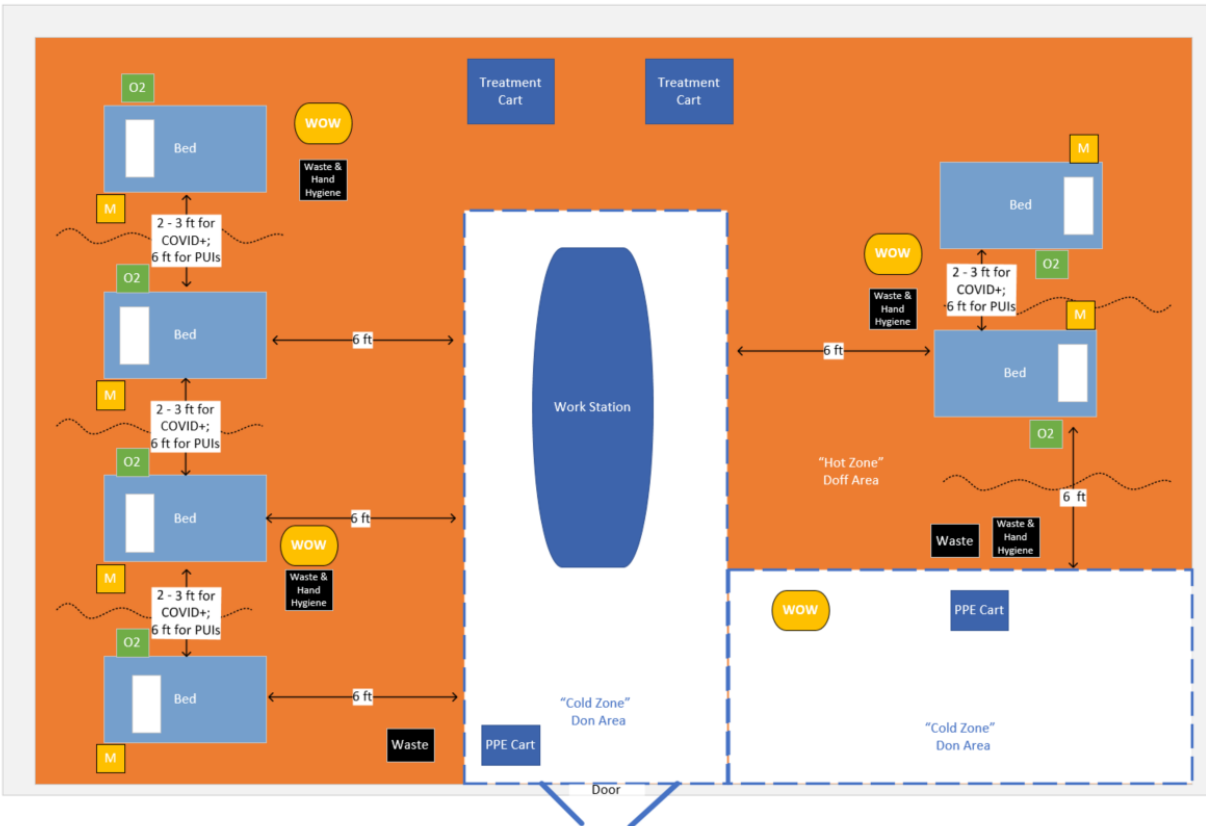 O2
Bed
WOW
Waste &
Hand
Hygiene
M
2 - 3 ft for
COVID+;
6 ft for PUIs
O2
Bed
6 ft
M
2 - 3 ft for
COVID+;
6 ft for PUIs
O2
Bed
6 ft
WOW
Waste &
Hand
Hygiene
M
2 - 3 ft for
COVID+;
6 ft for PUIs
O2
Bed
6 ft
M
Waste
Treatment
Cart
Treatment
Cart
Work Station
“Cold Zone”
Don Area
PPE Cart
Door
M
Bed
WOW
O2
Waste &
Hand
Hygiene
2 - 3 ft for
COVID+;
6 ft for PUIs
M
6 ft
Bed
O2
“Hot Zone”
Doff Area
6 ft
Waste
Waste &
Hand
Hygiene
WOW
PPE Cart
“Cold Zone”
Don Area